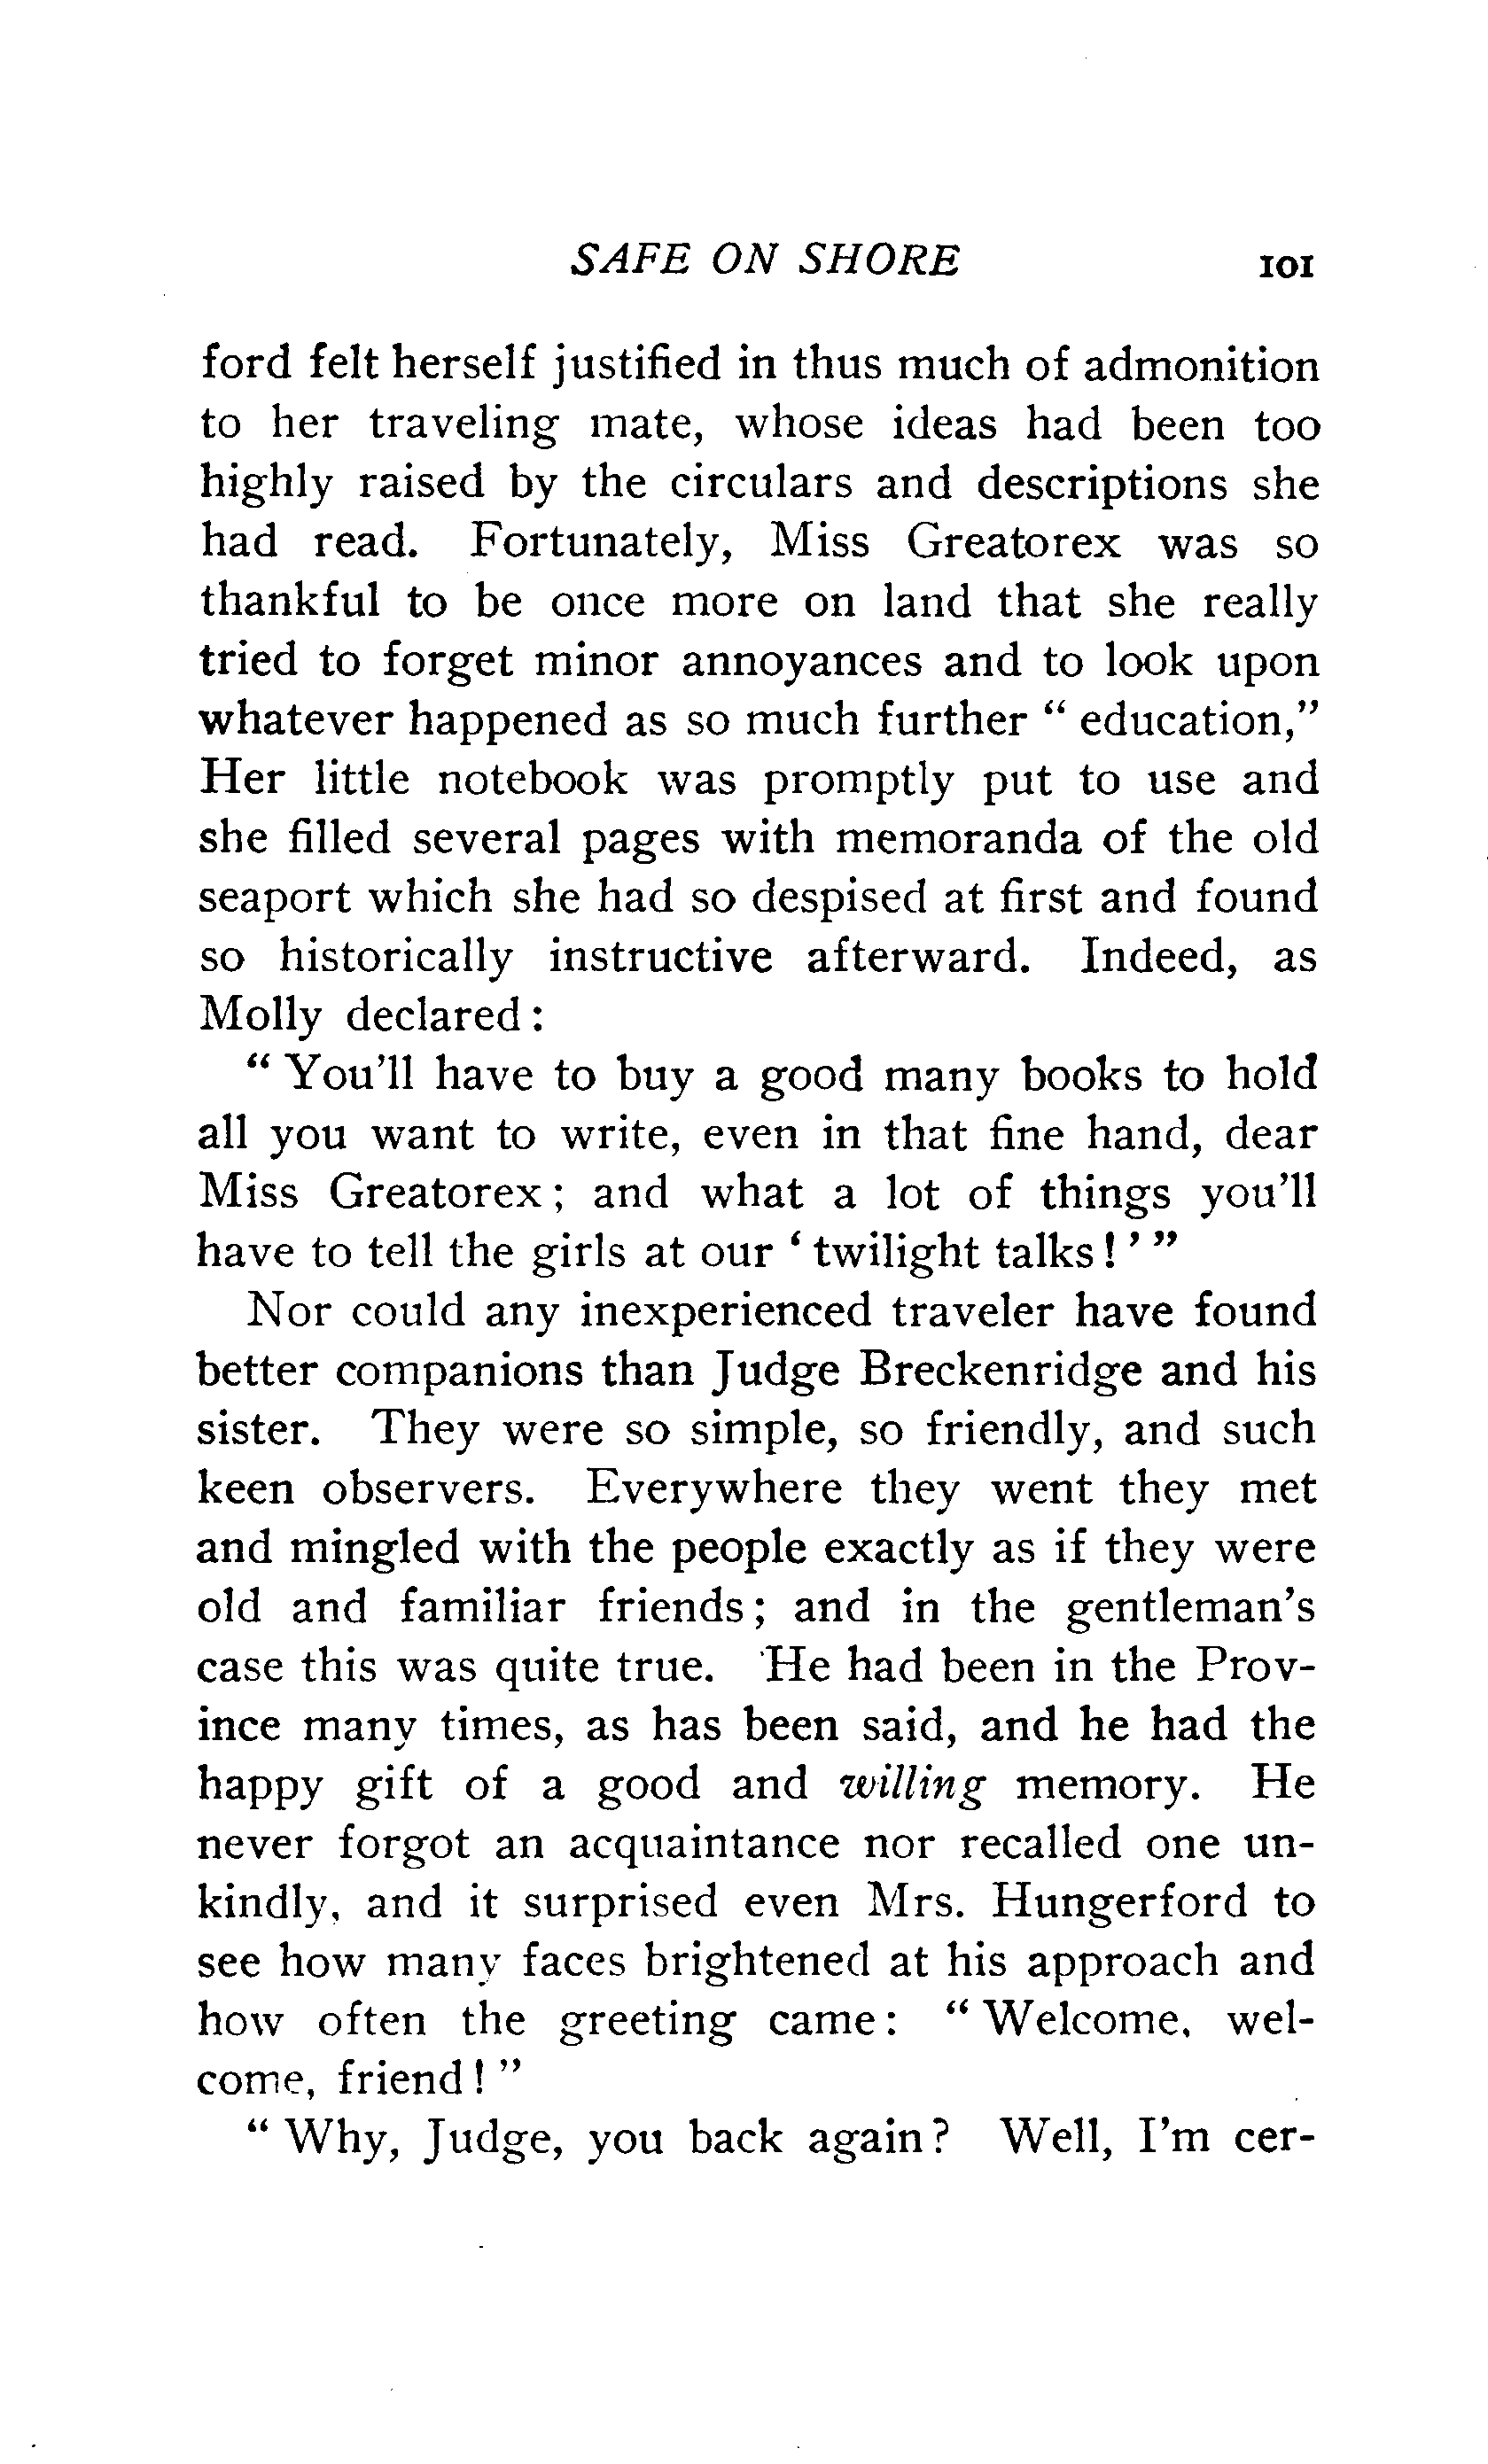 SAFE ON SHORE 101
ford felt herself justified in thus much of admonition
to her traveling mate, whose ideas had been too
highly raised by the circulars and descriptions she
had read. Fortunately, Miss Greatorex was so
thankful to be once more on land that she really
tried to forget minor annoyances and to look upon
whatever happened as so much further " education,"
Her little notebook was promptly put to use and
she filled several pages with memoranda of the old
seaport which she had so despised at first and found
so historically instructive afterward. Indeed, as
Molly declared:
" You'll have to buy a good many books to hold
all you want to write, even in that fine hand, dear
Miss Greatorex; and what a lot of things you'll
have to tell the girls at our ' twilight talks!' "
Nor could any inexperienced traveler have found
better companions than Judge Breckenridge and his
sister. They were so simple, so friendly, and such
keen observers. Everywhere they went they met
and mingled with the people exactly as if they were
old and familiar friends; and in the gentleman's
case this was quite true. He had been in the Prov-
ince many times, as has been said, and he had the
happy gift of a good and willing memory. He
never forgot an acquaintance nor recalled one un-
kindly, and it surprised even Mrs. Hungerford to
see how many faces brightened at his approach and
how often the greeting came: " Welcome, wel-
come, friend! "
" Why, Judge, you back again? Well, I'm cer-